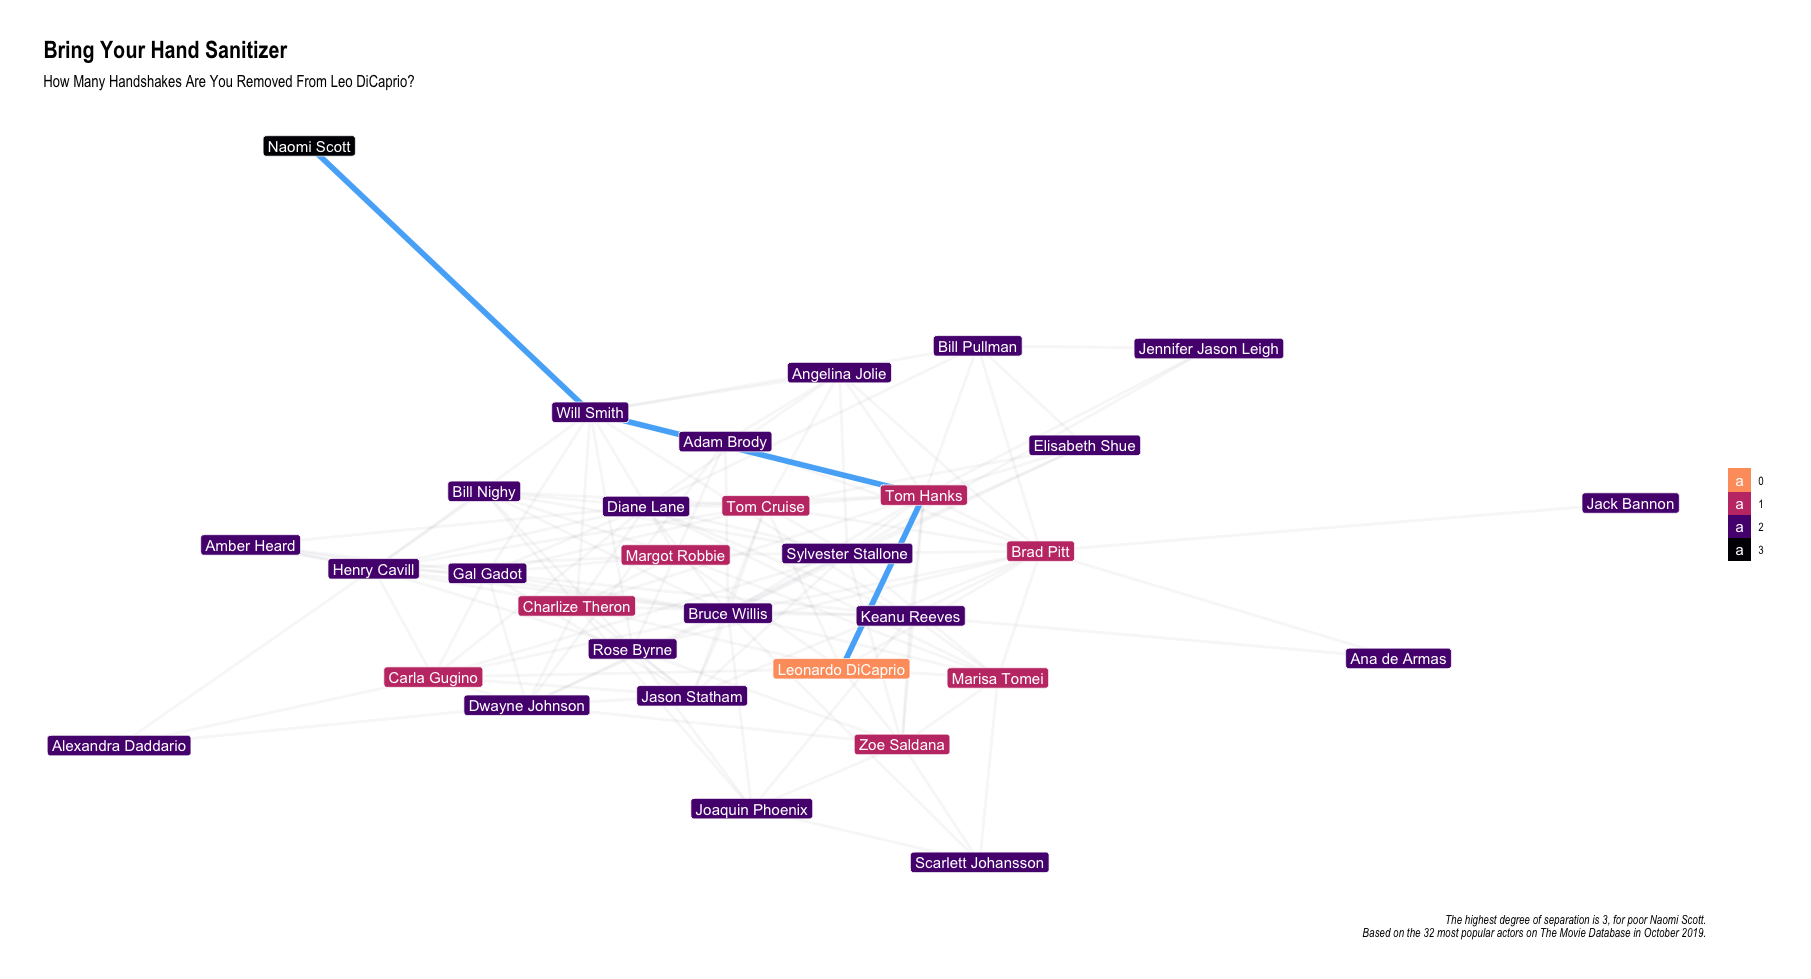 Bring Your Hand Sanitizer
How Many Handshakes Are You Removed From Leo DiCaprio?
Naomi Scott
Bill Pullman
Jennifer Jason Leigh
Angelina Jolie
Will Smith
Adam Brody
Elisabeth Shue
Bill Nighy
Diane Lane
Tom Cruise
Tom Hanks
Jack Bannon
Amber Heard
Henry Cavill
Gal Gadot
Margot Robbie
Sylvester Stallone
Brad Pitt
Charlize Theron
Bruce Willis
Keanu Reeves
Rose Byrne
Leonardo DiCaprio
Ana de Armas
Carla Gugino
Marisa Tomei
Dwayne Johnson
Jason Statham
Alexandra Daddario
Zoe Saldana
Joaquin Phoenix
Scarlett Johansson
a 0
a 1
a 2
a 3
The highest degree of separation is 3, for poor Naomi Scott.
Based on the 32 most popular actors on The Movie Database in October 2019.